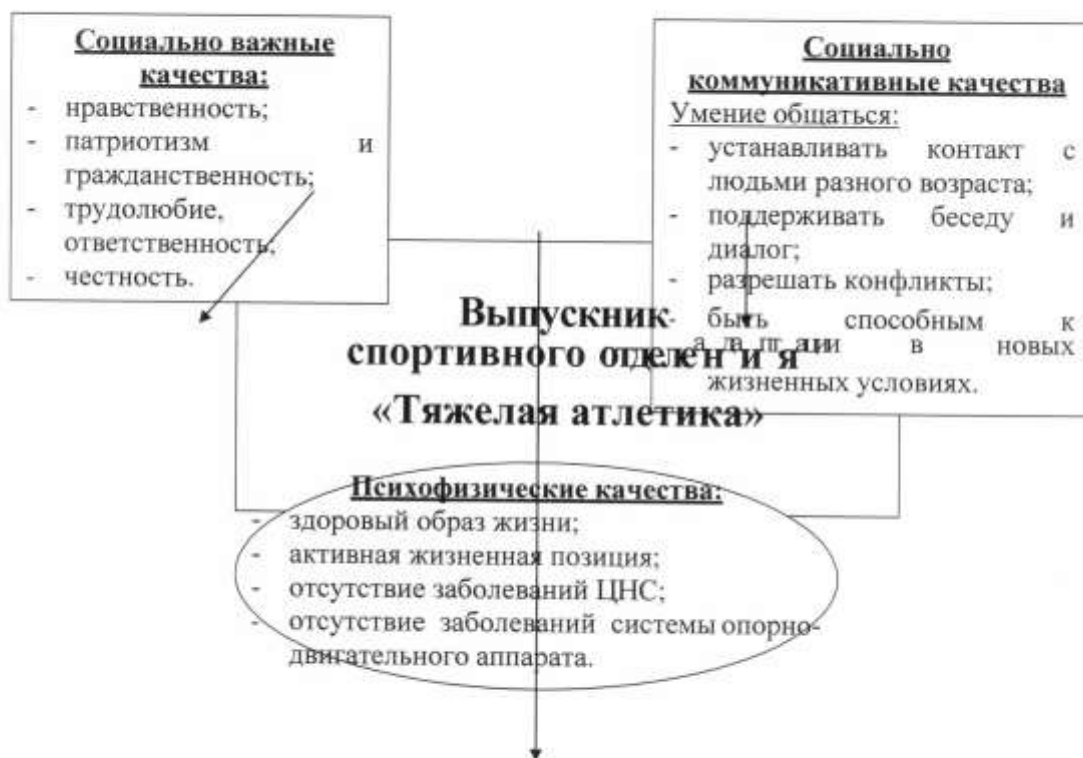 Социально важные
качества:
- нравственность;
- патриотизм и
гражданственность;
- трудолюбие,
ответственность;
- честность.
Социально
коммуникативные качества
Умение общаться:
- устанавливать контакт с
людьми разного возраста;
- поддерживать беседу и
диалог;
- разрешать конфликты;
- быть способным к
адаптации в новых
жизненных условиях.
Выпускник
спортивного отделения
«Тяжелая атлетика»
Психофизические качества:
- здоровый образ жизни;
- активная жизненная позиция;
- отсутствие заболеваний ЦНС;
- отсутствие заболеваний системы опорно-
двигательного аппарата.